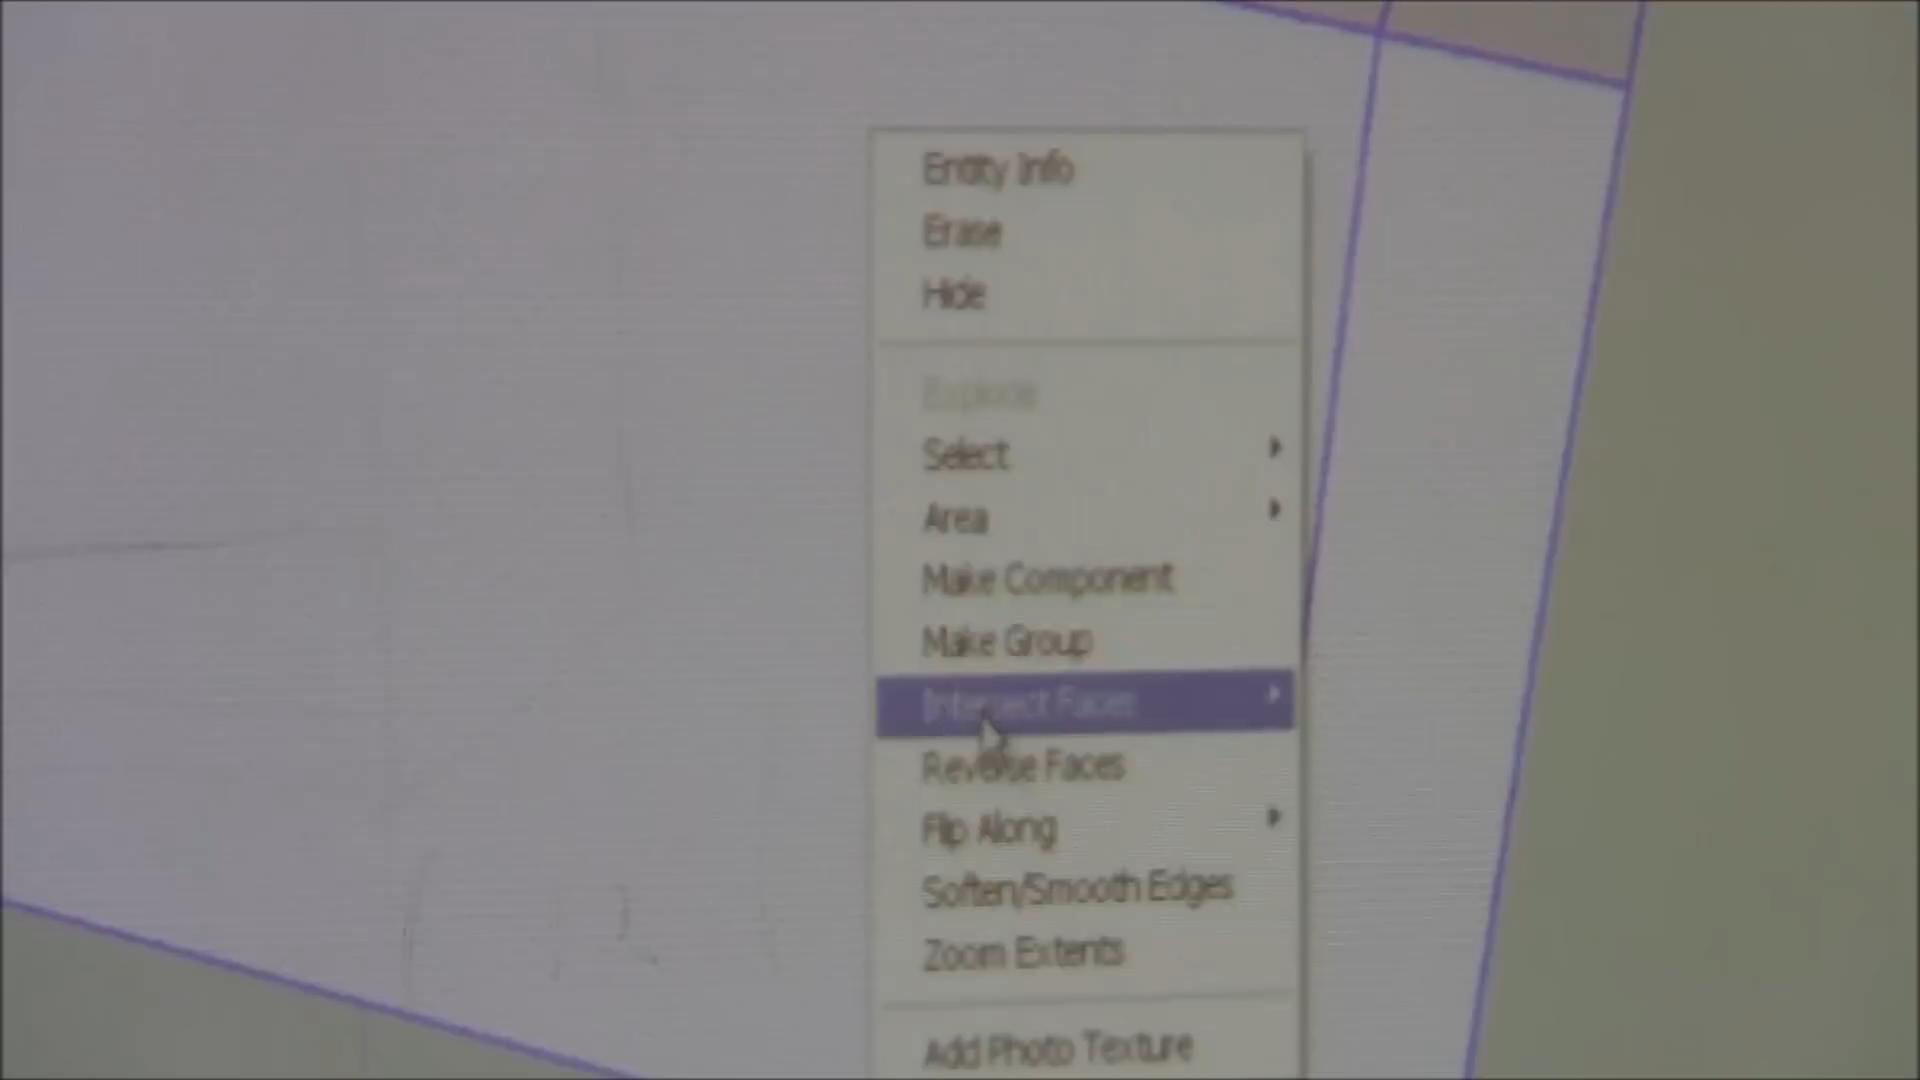 Entity Info
Erase
Hide
Explode
Select
Area
Make Component
Make Group
Intersect Faces
Reverse Faces
Flip Along
Soften/Smooth Edges
Zoom Extents
Add Photo Texture